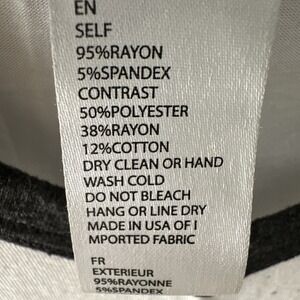 EN
SELF
95%RAYON
5%SPANDEX
CONTRAST
50%POLYESTER
38%RAYON
12%COTTON
DRY CLEAN OR HAND
WASH COLD
DO NOT BLEACH
HANG OR LINE DRY
MADE IN USA OF I
MPORTED FABRIC
FR
EXTERIEUR
95%RAYONNE
5%SPANDEX